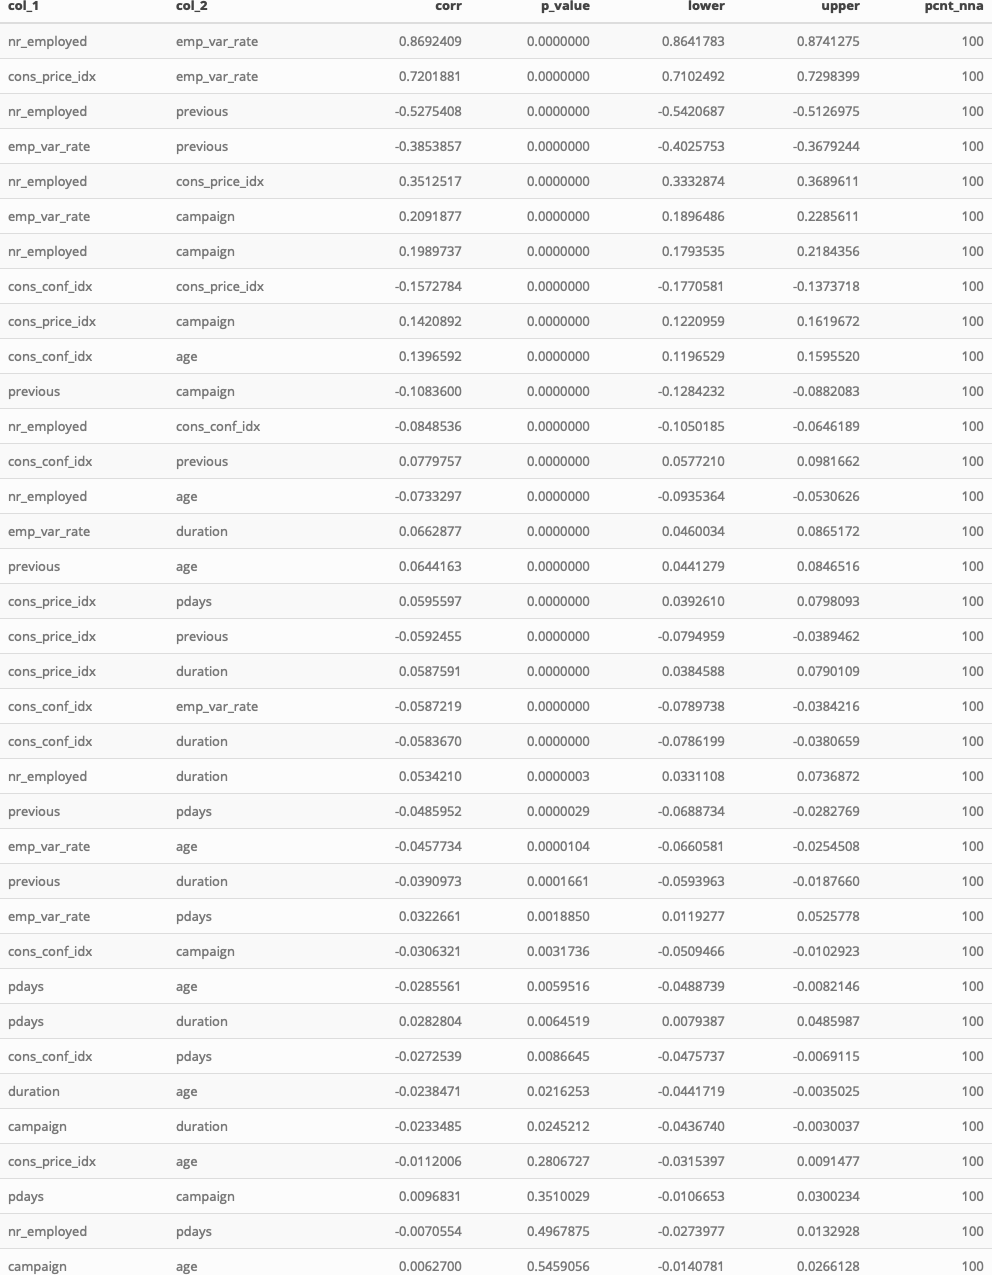 col_1 col_2 corr p_value lower upper pcnt_nna
nr_employed emp_var_rate 0.8692409 0.0000000 0.8641783 0.8741275 100
cons_price_idx emp_var_rate 0.7201881 0.0000000 0.7102492 0.7298399 100
nr_employed previous -0.5275408 0.0000000 -0.5420687 -0.5126975 100
emp_var_rate previous -0.3853857 0.0000000 -0.4025753 -0.3679244 100
nr_employed cons_price_idx 0.3512517 0.0000000 0.3332874 0.3689611 100
emp_var_rate campaign 0.2091877 0.0000000 0.1896486 0.2285611 100
nr_employed campaign 0.1989737 0.0000000 0.1793535 0.2184356 100
cons_conf_idx cons_price_idx -0.1572784 0.0000000 -0.1770581 -0.1373718 100
cons_price_idx campaign 0.1420892 0.0000000 0.1220959 0.1619672 100
cons_conf_idx age 0.1396592 0.0000000 0.1196529 0.1595520 100
previous campaign -0.1083600 0.0000000 -0.1284232 -0.0882083 100
nr_employed cons_conf_idx -0.0848536 0.0000000 -0.1050185 -0.0646189 100
cons_conf_idx previous 0.0779757 0.0000000 0.0577210 0.0981662 100
nr_employed age -0.0733297 0.0000000 -0.0935364 -0.0530626 100
emp_var_rate duration 0.0662877 0.0000000 0.0460034 0.0865172 100
previous age 0.0644163 0.0000000 0.0441279 0.0846516 100
cons_price_idx pdays 0.0595597 0.0000000 0.0392610 0.0798093 100
cons_price_idx previous -0.0592455 0.0000000 -0.0794959 -0.0389462 100
cons_price_idx duration 0.0587591 0.0000000 0.0384588 0.0790109 100
cons_conf_idx emp_var_rate -0.0587219 0.0000000 -0.0789738 -0.0384216 100
cons_conf_idx duration -0.0583670 0.0000000 -0.0786199 -0.0380659 100
nr_employed duration 0.0534210 0.0000003 0.0331108 0.0736872 100
previous pdays -0.0485952 0.0000029 -0.0688734 -0.0282769 100
emp_var_rate age -0.0457734 0.0000104 -0.0660581 -0.0254508 100
previous duration -0.0390973 0.0001661 -0.0593963 -0.0187660 100
emp_var_rate pdays 0.0322661 0.0018850 0.0119277 0.0525778 100
cons_conf_idx campaign -0.0306321 0.0031736 -0.0509466 -0.0102923 100
pdays age -0.0285561 0.0059516 -0.0488739 -0.0082146 100
pdays duration 0.0282804 0.0064519 0.0079387 0.0485987 100
cons_conf_idx pdays -0.0272539 0.0086645 -0.0475737 -0.0069115 100
duration age -0.0238471 0.0216253 -0.0441719 -0.0035025 100
campaign duration -0.0233485 0.0245212 -0.0436740 -0.0030037 100
cons_price_idx age -0.0112006 0.2806727 -0.0315397 0.0091477 100
pdays campaign 0.0096831 0.3510029 -0.0106653 0.0300234 100
nr_employed pdays -0.0070554 0.4967875 -0.0273977 0.0132928 100
campaign age 0.0062700 0.5459056 -0.0140781 0.0266128 100